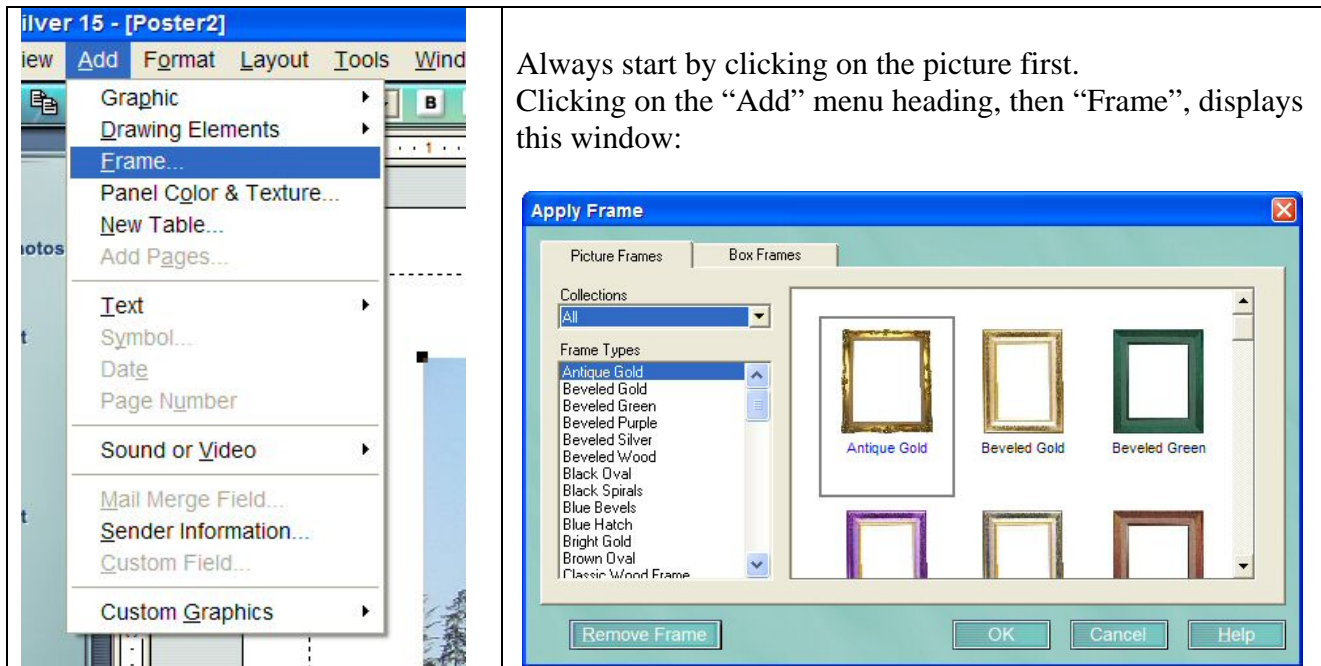 ilver 15 - [Poster2]
iew Add Format Layout Tools Wind
B
Graphic
Drawing Elements
Frame...
Panel Color & Texture...
New Table...
Add Pages...
Text
Symbol...
Date
Page Number
Sound or Video
Mail Merge Field...
Sender Information...
Custom Field...
Custom Graphics
1
hotos
t
t
Always start by clicking on the picture first.
Clicking on the “Add” menu heading, then “Frame”, displays
this window:
Apply Frame
Picture Frames Box Frames
Collections
All
Frame Types
Antique Gold
Beveled Gold
Beveled Green
Beveled Purple
Beveled Silver
Beveled Wood
Black Oval
Black Spirals
Blue Bevels
Blue Hatch
Bright Gold
Brown Oval
Classic Wood Frame
Antique Gold Beveled Gold Beveled Green
Remove Frame OK Cancel Help